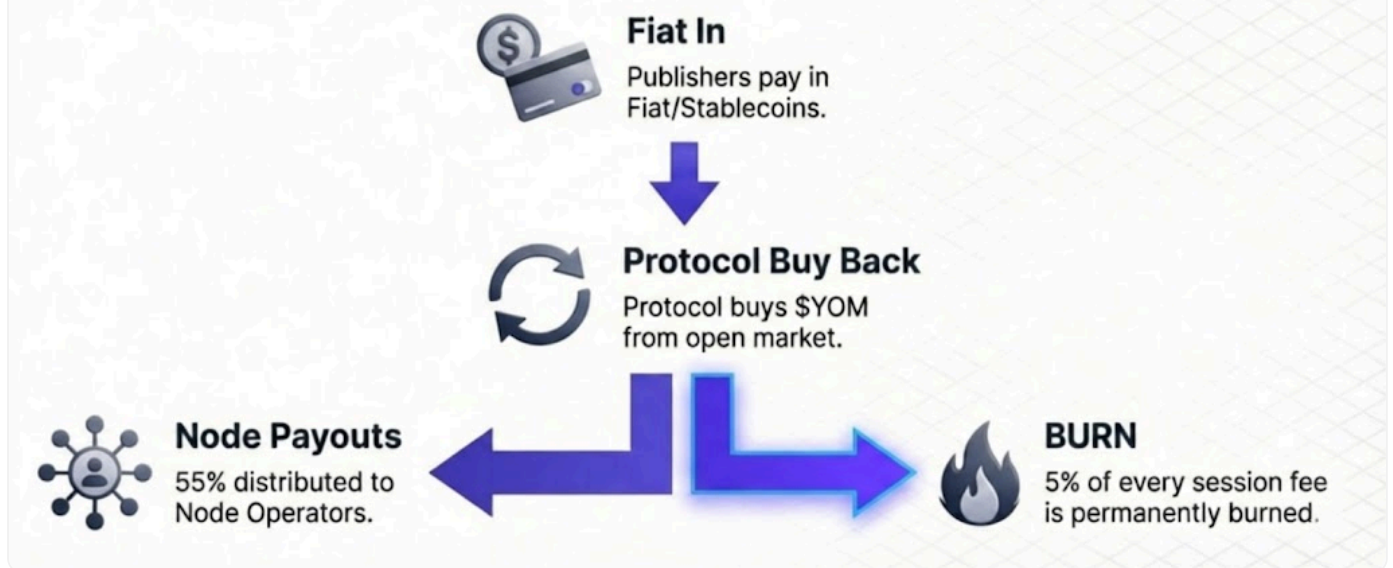 $
Fiat In
Publishers pay in
Fiat/Stablecoins.
Protocol Buy Back
Protocol buys $YOM
from open market.
Node Payouts
55% distributed to
Node Operators.
BURN
5% of every session fee
is permanently burned.